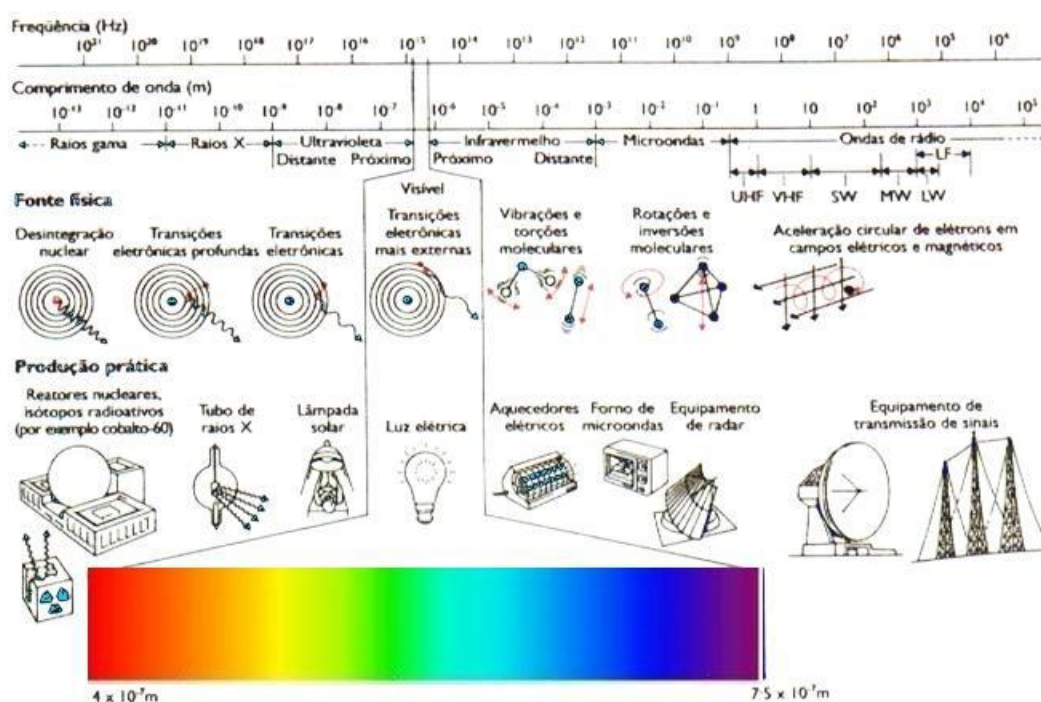 Freqüência (Hz)
10²¹ 10²⁰ 10¹⁹ 10¹⁸ 10¹⁷ 10¹⁶ 10¹⁵ 10¹⁴ 10¹³ 10¹² 10¹¹ 10¹⁰ 10⁹ 10⁸ 10⁷ 10⁶ 10⁵ 10⁴
Comprimento de onda (m)
10⁻¹³ 10⁻¹² 10⁻¹¹ 10⁻¹⁰ 10⁻⁹ 10⁻⁸ 10⁻⁷ 10⁻⁶ 10⁻⁵ 10⁻⁴ 10⁻³ 10⁻² 10⁻¹ 1 10 10² 10³ 10⁴ 10⁵
Raios gama Raios X Ultravioleta Infravermelho Microondas Ondas de rádio
Distante Próximo Próximo Distante LF
UHF VHF SW MW LW
Visível
Fonte física
Desintegração
nuclear
Transições
eletrônicas profundas
Transições
eletrônicas
Transições
eletrônicas
mais externas
Vibrações e
torções
moleculares
Rotações e
inversões
moleculares
Aceleração circular de elétrons em
campos elétricos e magnéticos
Produção prática
Reatores nucleares,
isótopos radioativos
(por exemplo cobalto-60)
Tubo de
raios X
Lâmpada
solar
Luz elétrica
Aquecedores
elétricos
Forno de
microondas
Equipamento
de radar
Equipamento de
transmissão de sinais
4 x 10⁻⁷m
7·5 x 10⁻⁷m